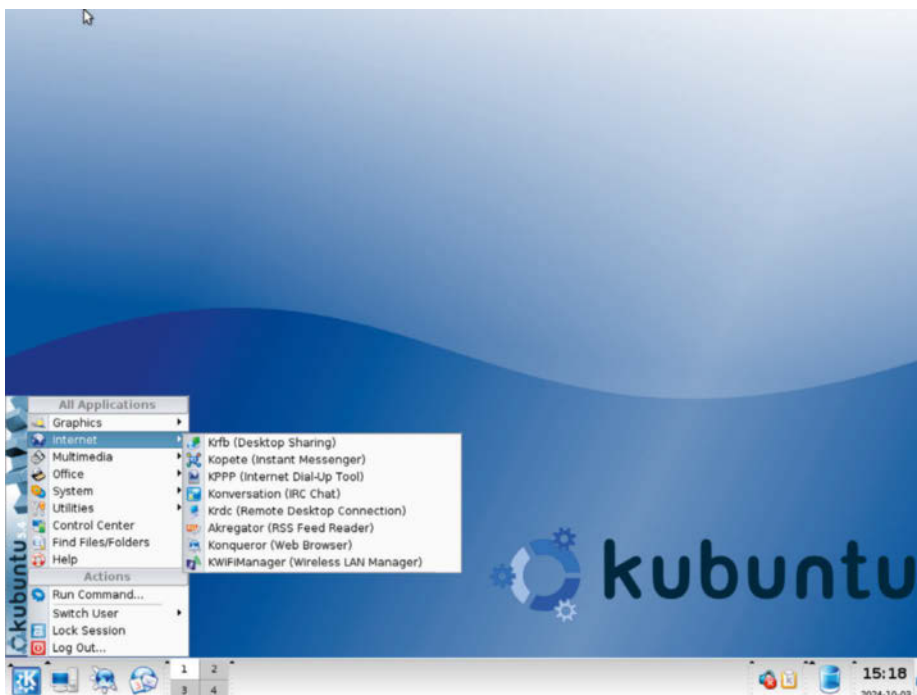 All Applications
Graphics
Internet
Multimedia
Office
System
Utilities
Control Center
Find Files/Folders
Help
Actions
Run Command...
Switch User
Lock Session
Log Out...
kubuntu
Krfb (Desktop Sharing)
Kopete (Instant Messenger)
KPPP (Internet Dial-Up Tool)
Konversation (IRC Chat)
Krdc (Remote Desktop Connection)
Akregator (RSS Feed Reader)
Konqueror (Web Browser)
KWiFiManager (Wireless LAN Manager)
kubuntu
1 2
3 4
15:18